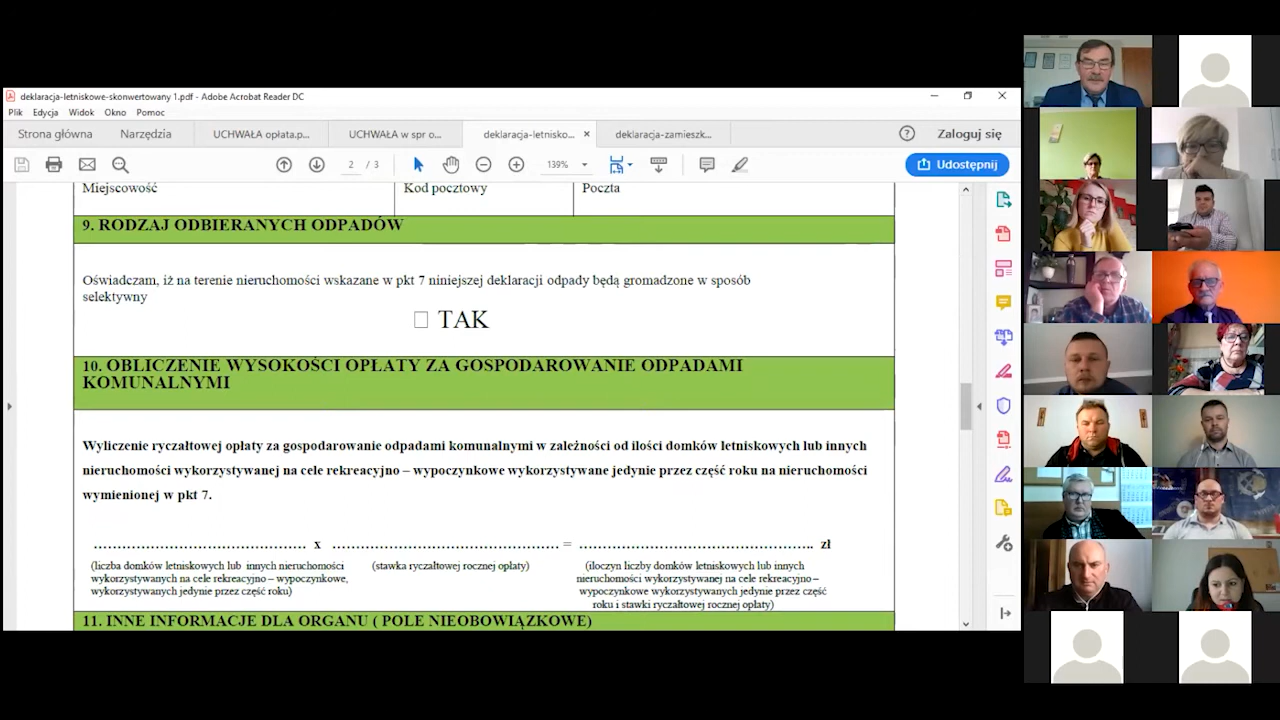 deklaracja-letniskowe-skonwertowany 1.pdf - Adobe Acrobat Reader DC
Plik Edycja Widok Okno Pomoc
Strona główna Narzędzia UCHWAŁA opłata.p... UCHWAŁA w spr o... deklaracja-letnisko... × deklaracja-zamieszk... Zaloguj się
2 / 3 139% Udostępnij
Miejscowość Kod pocztowy Poczta
9. RODZAJ ODBIERANYCH ODPADÓW
Oświadczam, iż na terenie nieruchomości wskazane w pkt 7 niniejszej deklaracji odpady będą gromadzone w sposób
selektywny
□ TAK
10. OBLICZENIE WYSOKOŚCI OPŁATY ZA GOSPODAROWANIE ODPADAMI
KOMUNALNYMI
Wyliczenie ryczałtowej opłaty za gospodarowanie odpadami komunalnymi w zależności od ilości domków letniskowych lub innych
nieruchomości wykorzystywanej na cele rekreacyjno – wypoczynkowe wykorzystywane jedynie przez część roku na nieruchomości
wymienionej w pkt 7.
………………………………………… x ………………………………………… = ………………………………………….. zł
(liczba domków letniskowych lub innych nieruchomości (stawka ryczałtowej rocznej opłaty) (iloczyn liczby domków letniskowych lub innych
wykorzystywanych na cele rekreacyjno – wypoczynkowe, nieruchomości wykorzystywanej na cele rekreacyjno –
wykorzystywanych jedynie przez część roku) wypoczynkowe wykorzystywanych jedynie przez część
roku i stawki ryczałtowej rocznej opłaty)
11. INNE INFORMACJE DLA ORGANU ( POLE NIEOBOWIĄZKOWE)